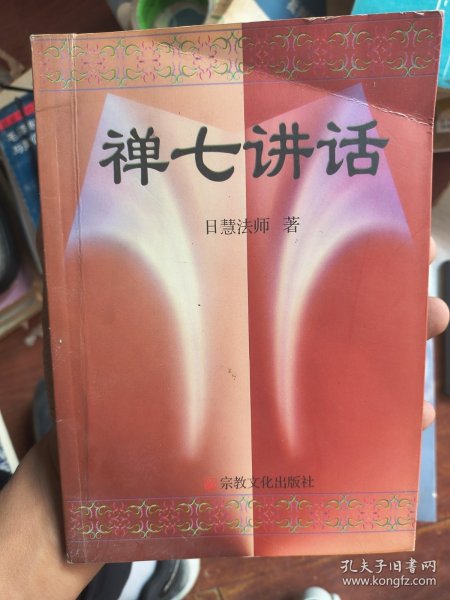 禅七讲话
日慧法师 著
宗教文化出版社
孔夫子旧书网
www.kongfz.com